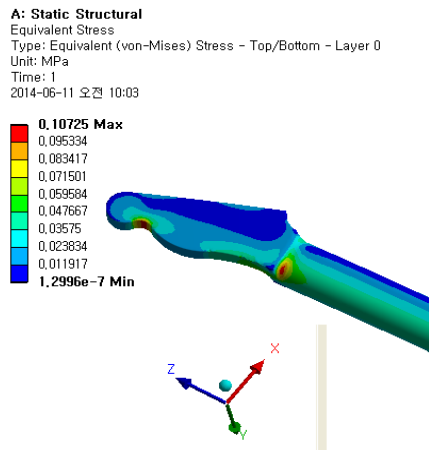 A: Static Structural
Equivalent Stress
Type: Equivalent (von-Mises) Stress - Top/Bottom - Layer 0
Unit: MPa
Time: 1
2014-06-11 오전 10:03
0,10725 Max
0,095334
0,083417
0,071501
0,059584
0,047667
0,03575
0,023834
0,011917
1,2996e-7 Min
Z
X
Y